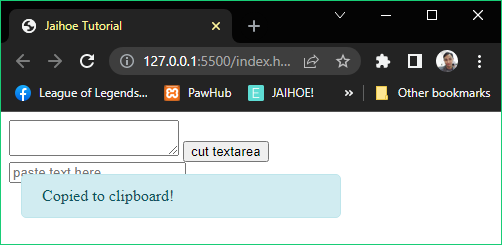 Jaihoe Tutorial
127.0.0.1:5500/index.h...
League of Legends... PawHub JAIHOE! » Other bookmarks
cut textarea
paste text here
Copied to clipboard!